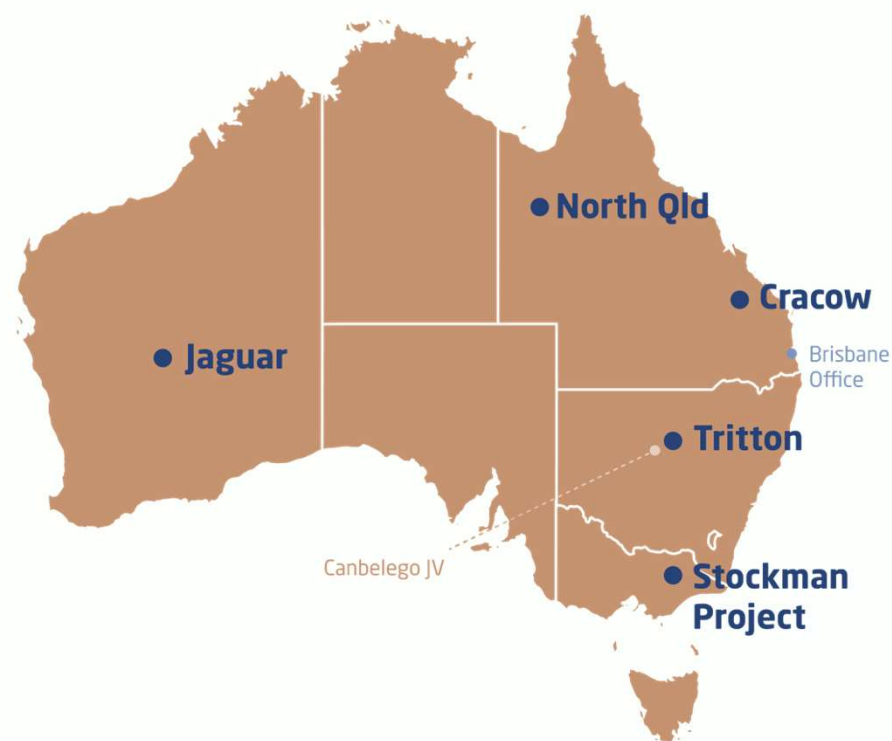 North Qld
Cracow
Brisbane
Office
Jaguar
Tritton
Canbelego JV
Stockman
Project